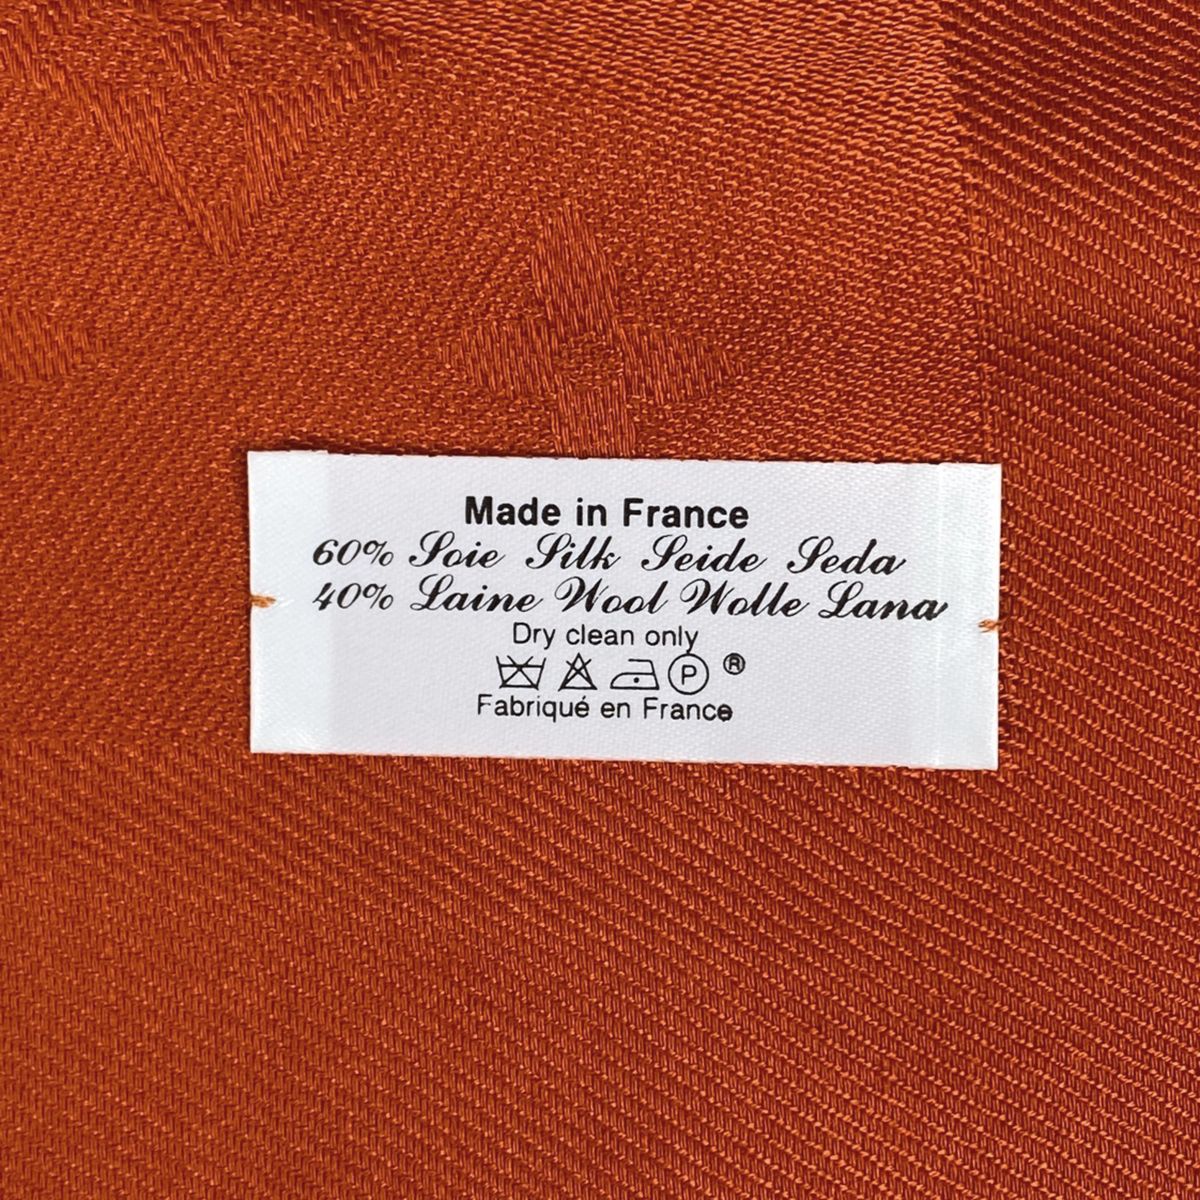 Made in France
60% Soie Silk Seide Seda
40% Laine Wool Wolle Lana
Dry clean only
P ®
Fabriqué en France